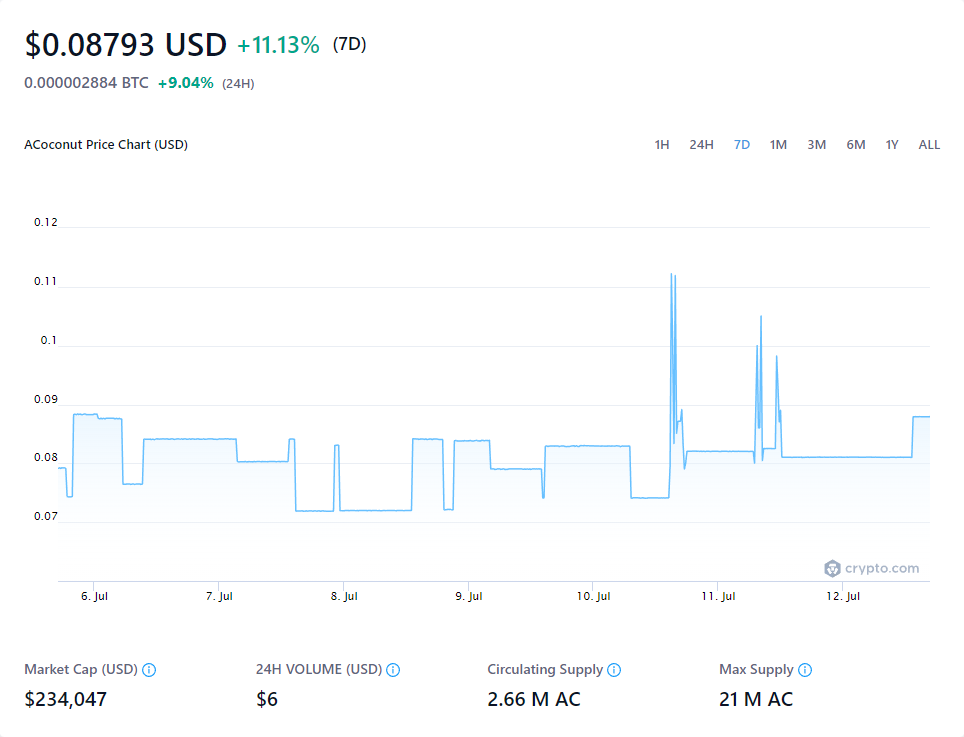 $0.08793 USD +11.13% (7D)
0.000002884 BTC +9.04% (24H)
ACoconut Price Chart (USD) 1H 24H 7D 1M 3M 6M 1Y ALL
0.12
0.11
0.1
0.09
0.08
0.07
crypto.com
6. Jul 7. Jul 8. Jul 9. Jul 10. Jul 11. Jul 12. Jul
Market Cap (USD) 24H VOLUME (USD) Circulating Supply Max Supply
$234,047 $6 2.66 M AC 21 M AC